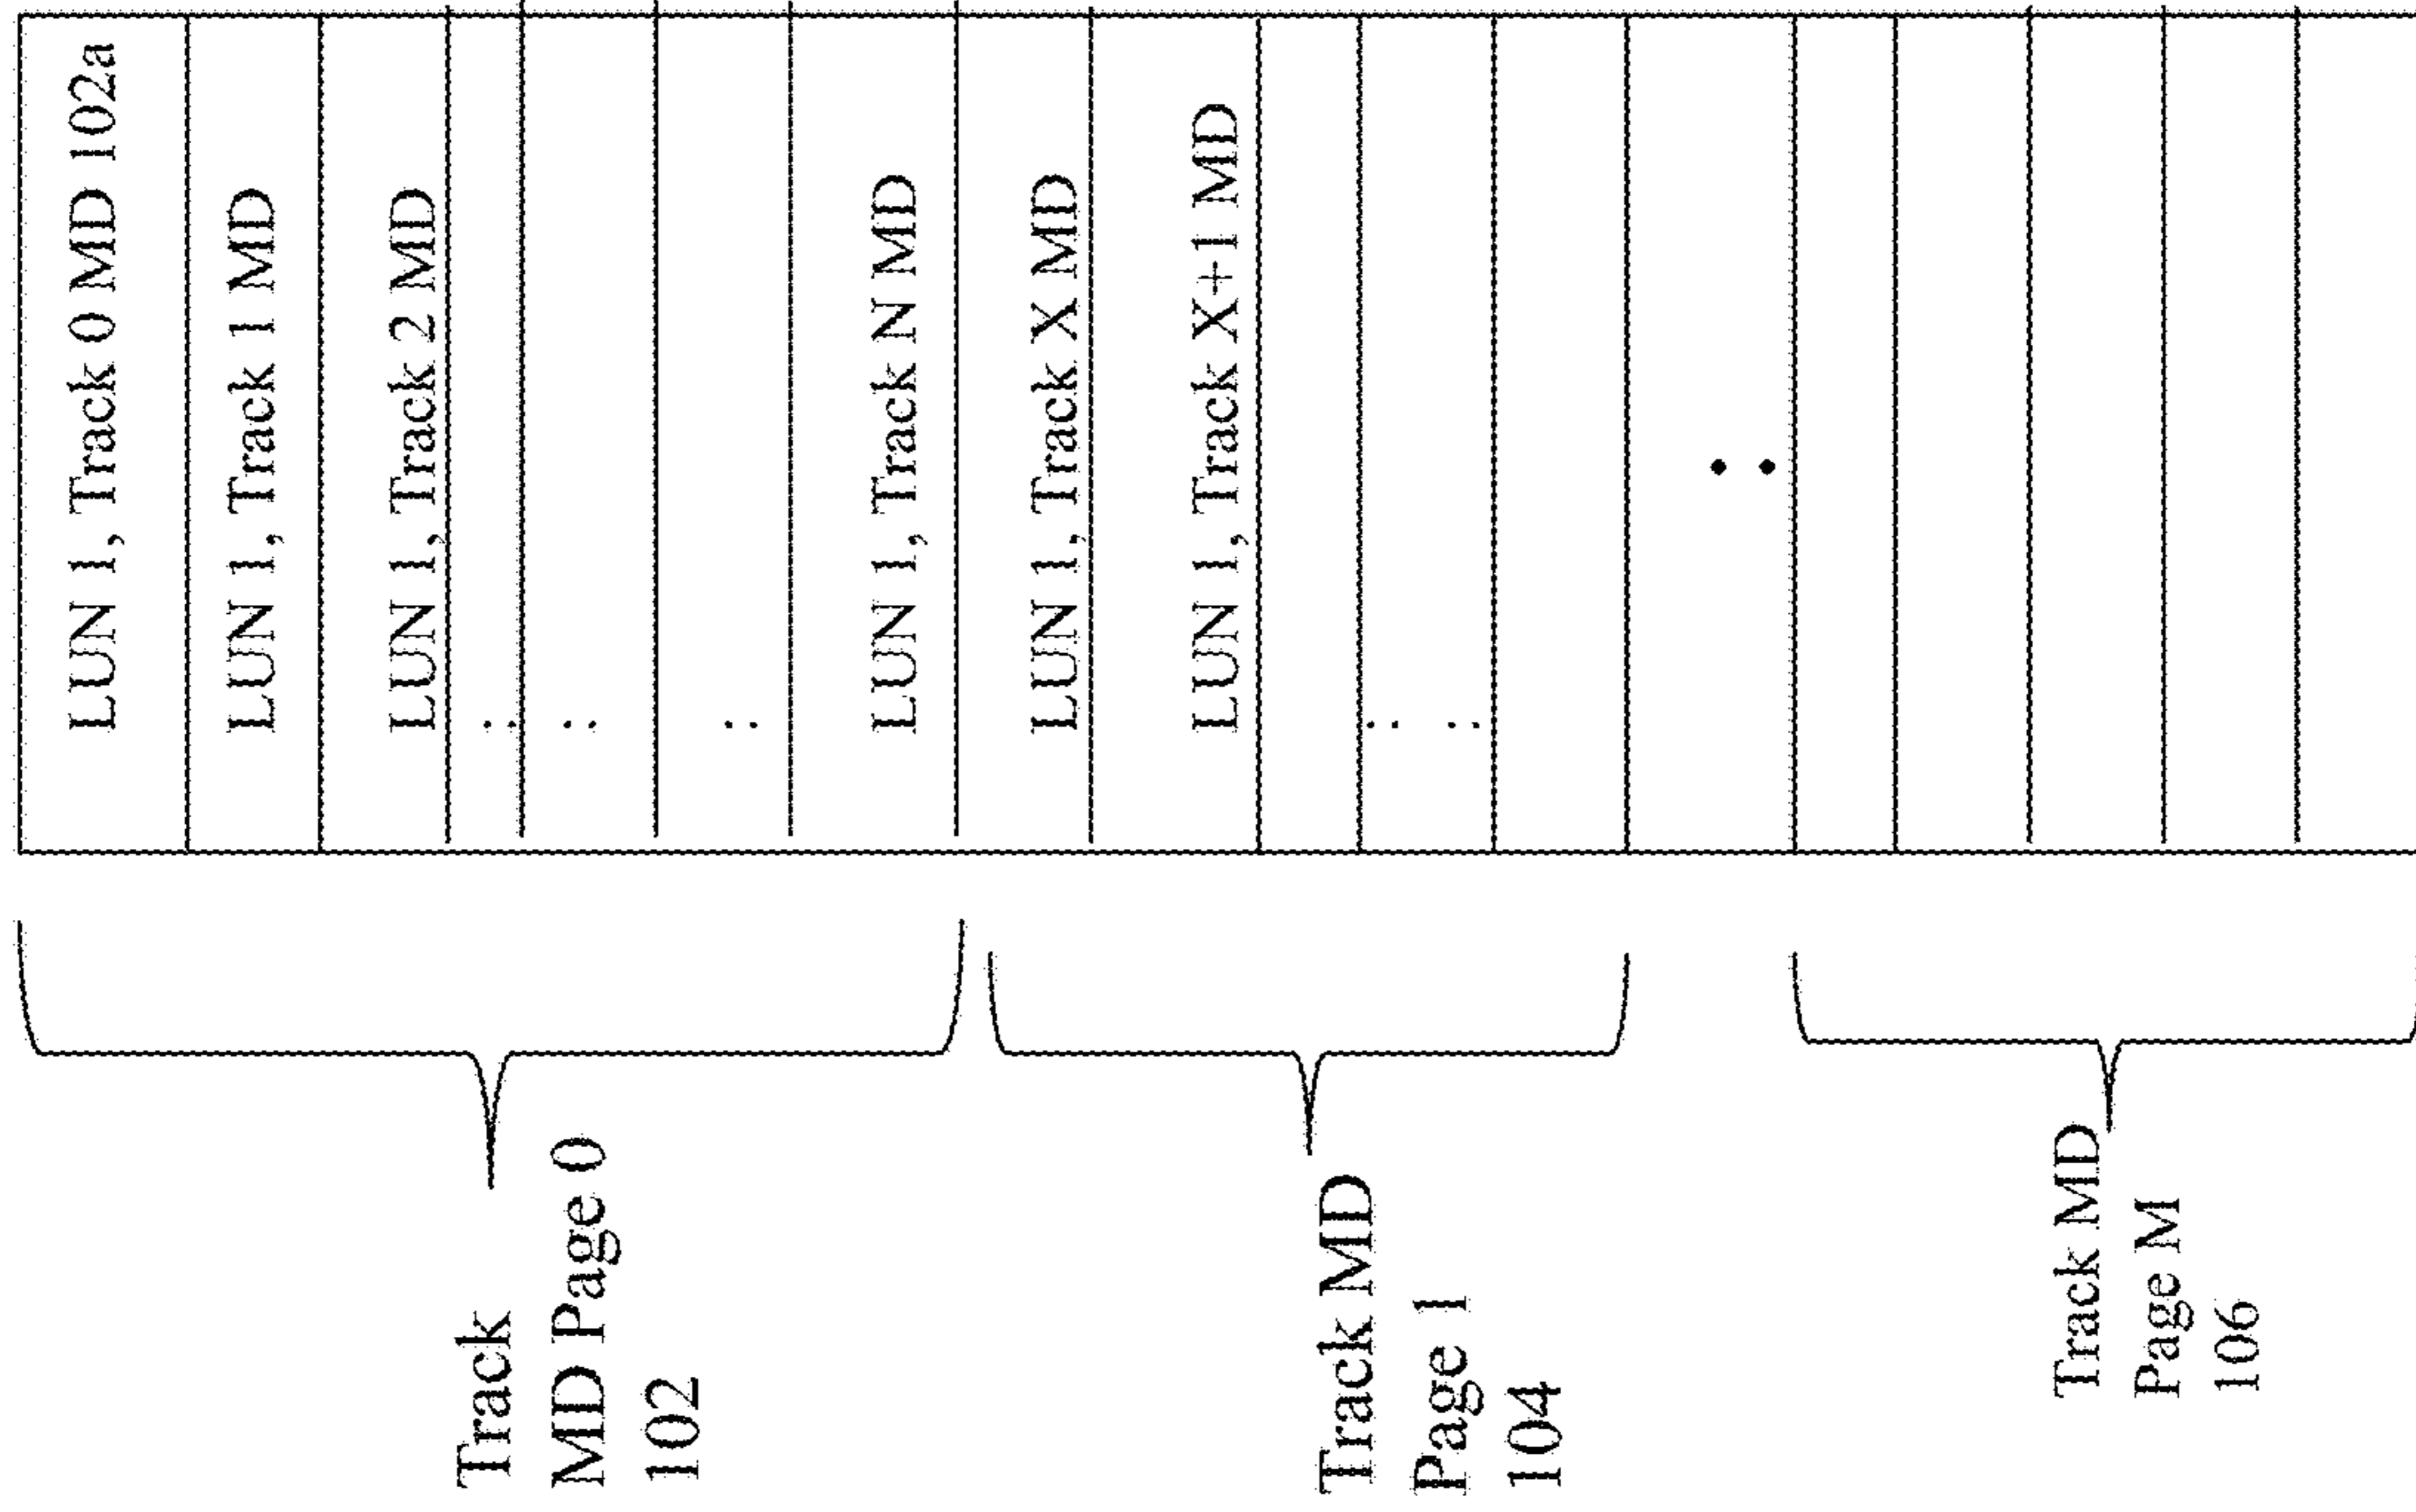 LUN 1, Track 0 MD 102a
LUN 1, Track 1 MD
LUN 1, Track 2 MD
..
..
..
LUN 1, Track N MD
Track
MD Page 0
102
LUN 1, Track X MD
LUN 1, Track X+1 MD
..
..
Track MD
Page 1
104
Track MD
Page M
106